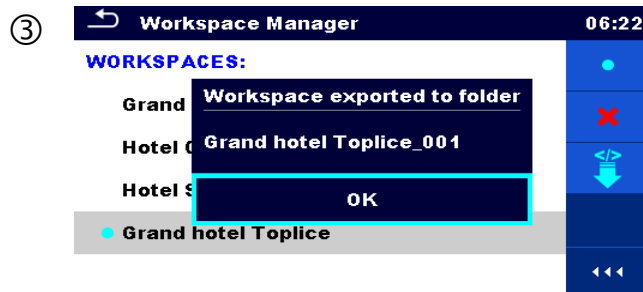 ③
Workspace Manager 06:22
WORKSPACES:
Grand
Workspace exported to folder
Hotel
Grand hotel Toplice_001
Hotel S
OK
Grand hotel Toplice